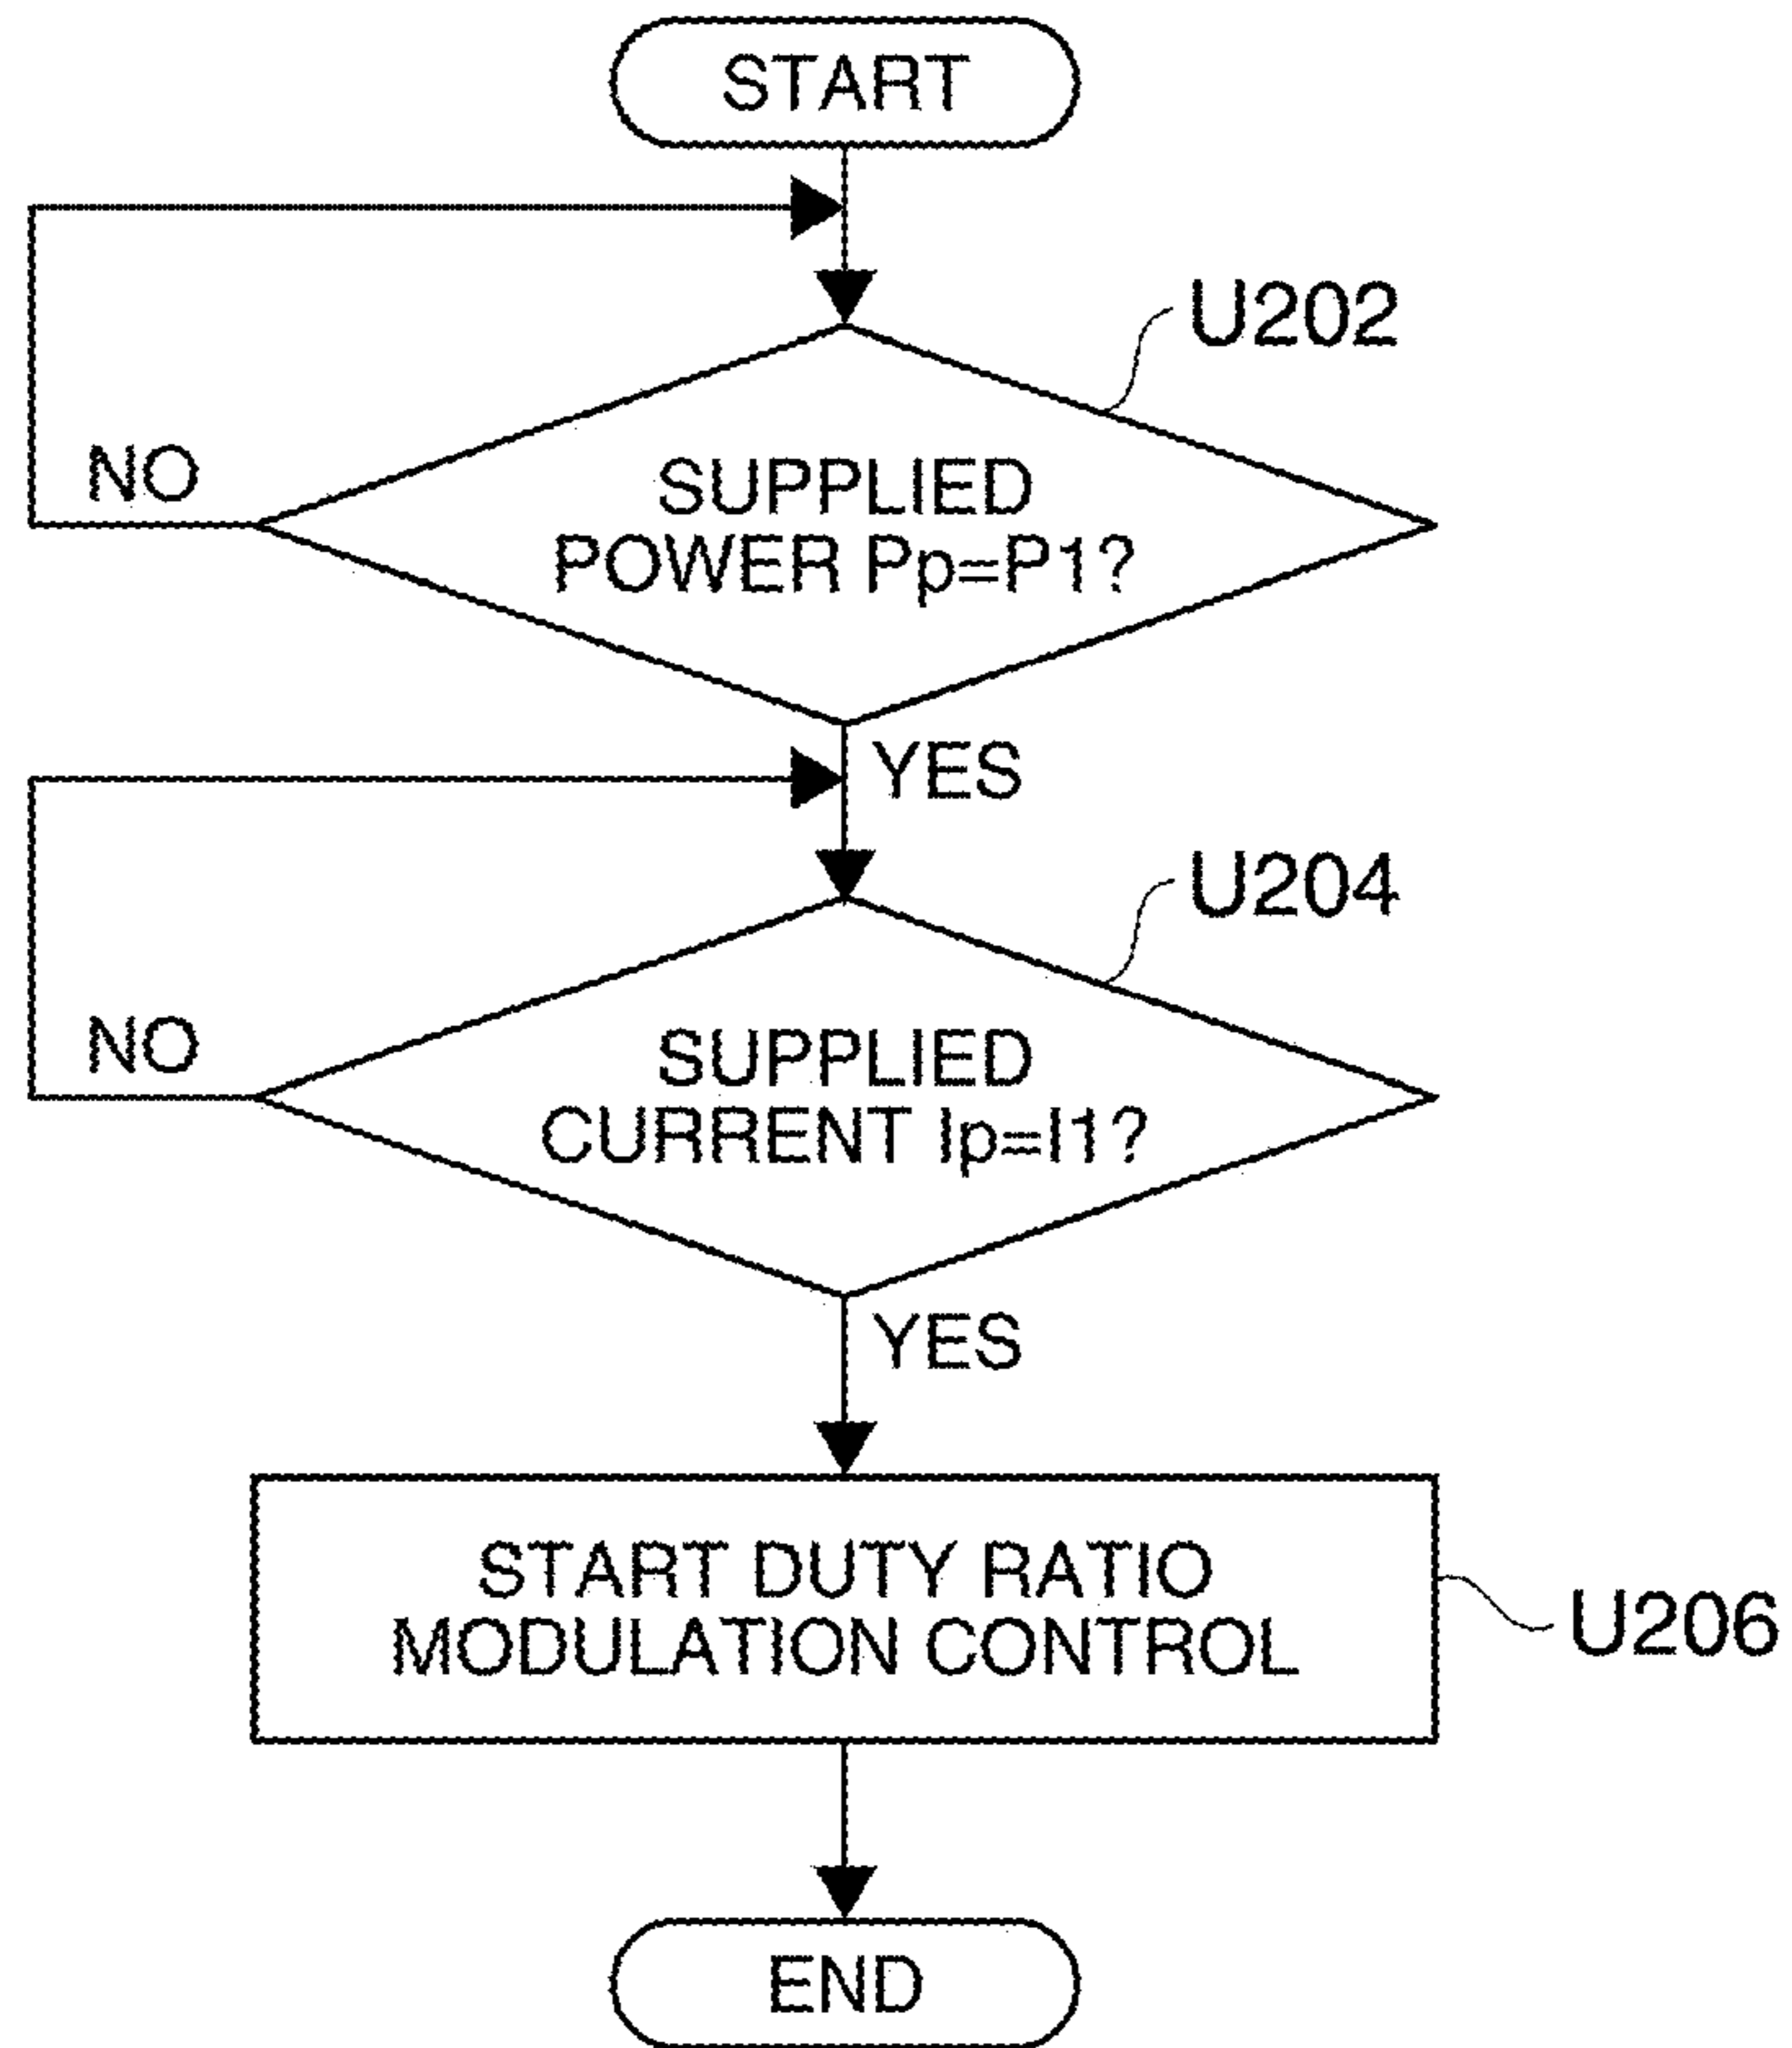 START
U202
NO
SUPPLIED
POWER Pp=P1?
YES
U204
NO
SUPPLIED
CURRENT Ip=I1?
YES
START DUTY RATIO
MODULATION CONTROL
U206
END